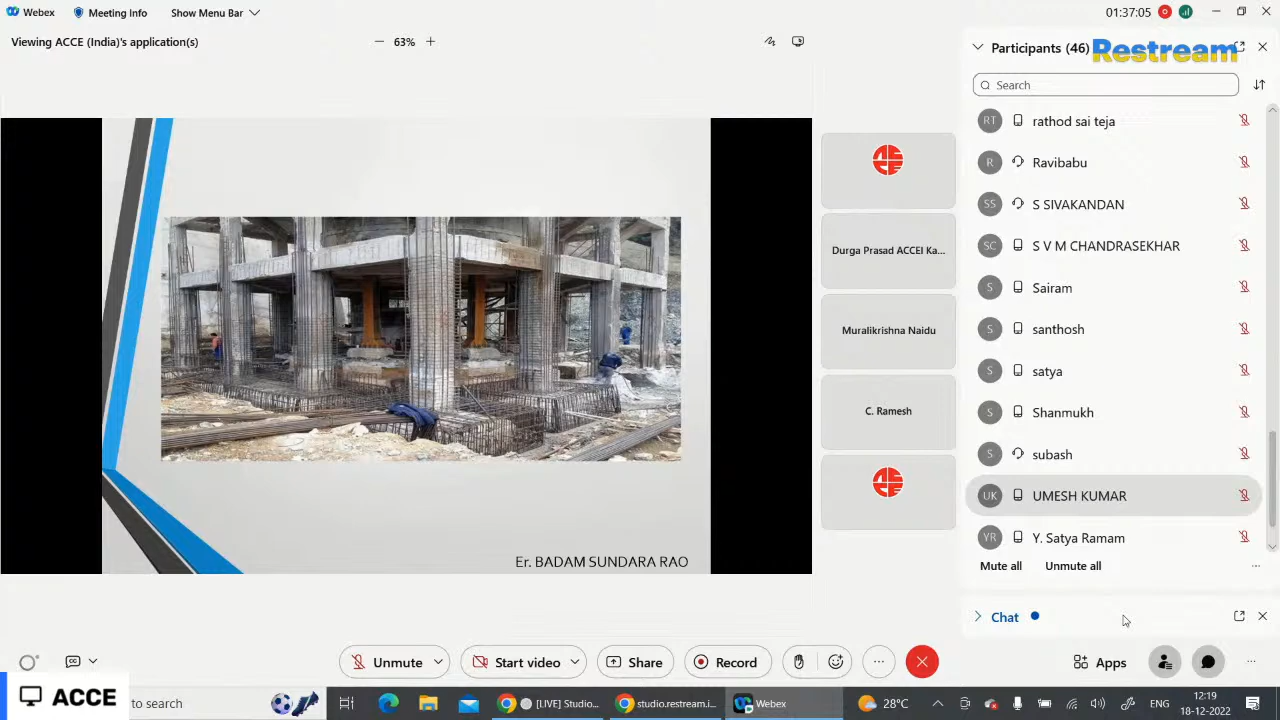 Webex
Meeting Info
Show Menu Bar
01:37:05
Viewing ACCE (India)'s application(s)
63%
Participants (46)
Restream
Search
RT rathod sai teja
R Ravibabu
SS S SIVAKANDAN
SC S V M CHANDRASEKHAR
S Sairam
S santhosh
S satya
S Shanmukh
S subash
UK UMESH KUMAR
YR Y. Satya Ramam
Mute all Unmute all
Durga Prasad ACCEI Ka...
Muralikrishna Naidu
C. Ramesh
Er. BADAM SUNDARA RAO
Chat
Unmute
Start video
Share
Record
Apps
ACCE
to search
[LIVE] Studio...
studio.restream.i...
Webex
28°C
ENG
12:19
18-12-2022